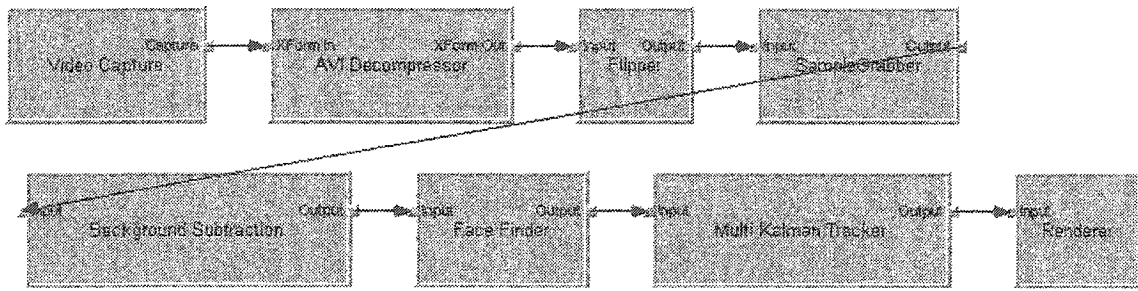 Capture XForm In XForm Out Input Output Input Output
Video Capture AVI Decompressor Flipper SampleGrabber
Input Output Input Output Input Output Input
Background Subtraction Face Finder Multi Kalman Tracker Renderer